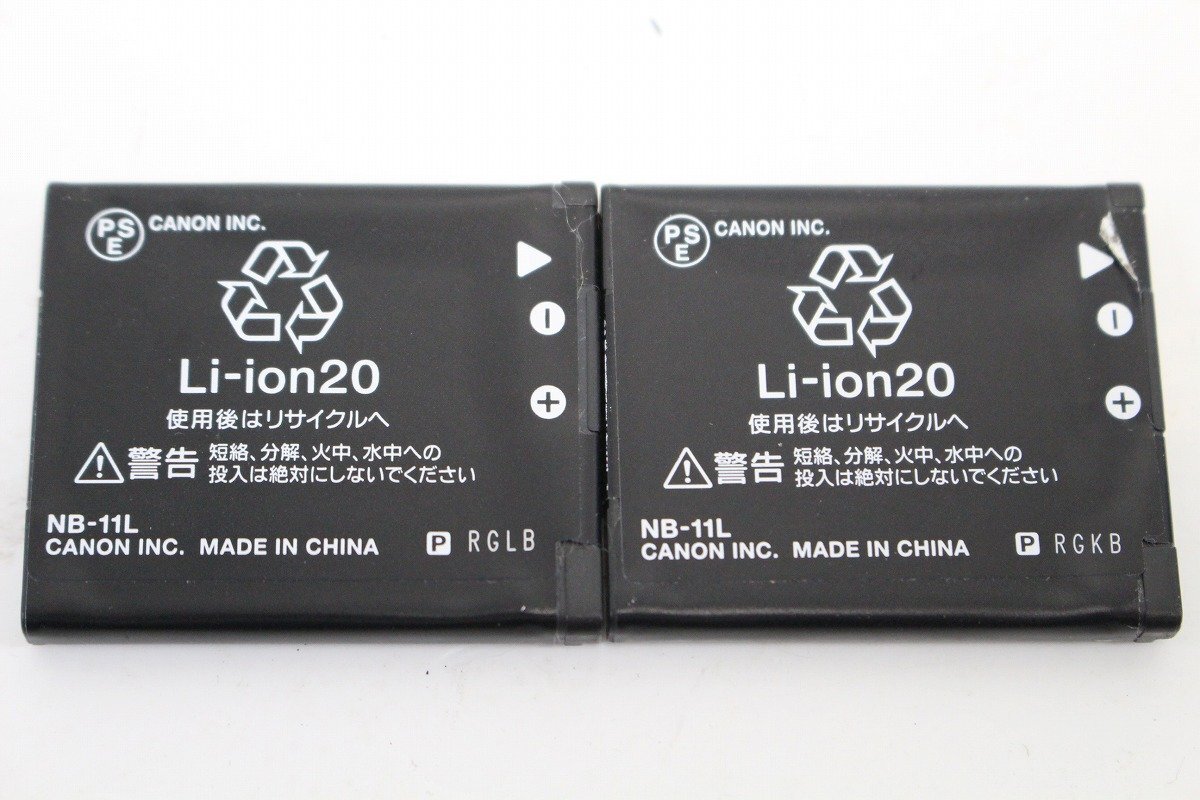 PSE CANON INC.
Li-ion20
使用後はリサイクルへ
警告 短絡、分解、火中、水中への
投入は絶対にしないでください
NB-11L
CANON INC. MADE IN CHINA P RGLB
PSE CANON INC.
Li-ion20
使用後はリサイクルへ
警告 短絡、分解、火中、水中への
投入は絶対にしないでください
NB-11L
CANON INC. MADE IN CHINA P RGKB